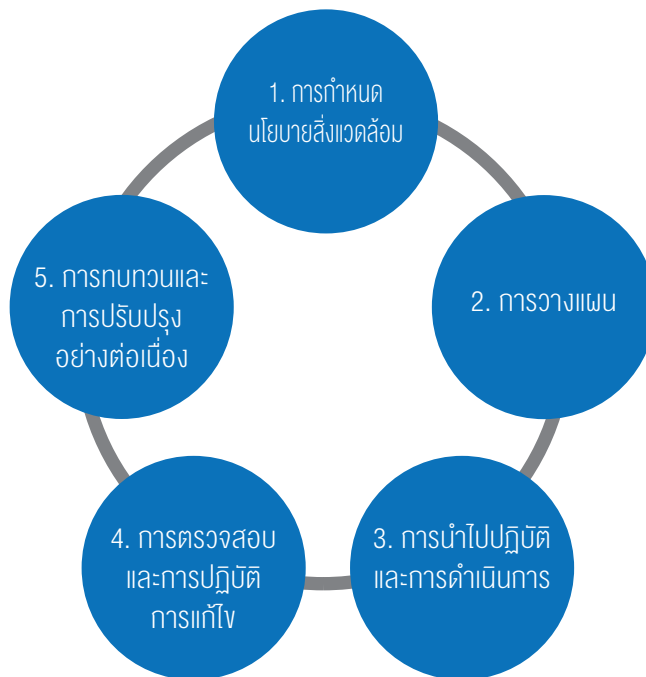 1. การกำหนด
นโยบายสิ่งแวดล้อม
2. การวางแผน
3. การนำไปปฏิบัติ
และการดำเนินการ
4. การตรวจสอบ
และการปฏิบัติ
การแก้ไข
5. การทบทวนและ
การปรับปรุง
อย่างต่อเนื่อง